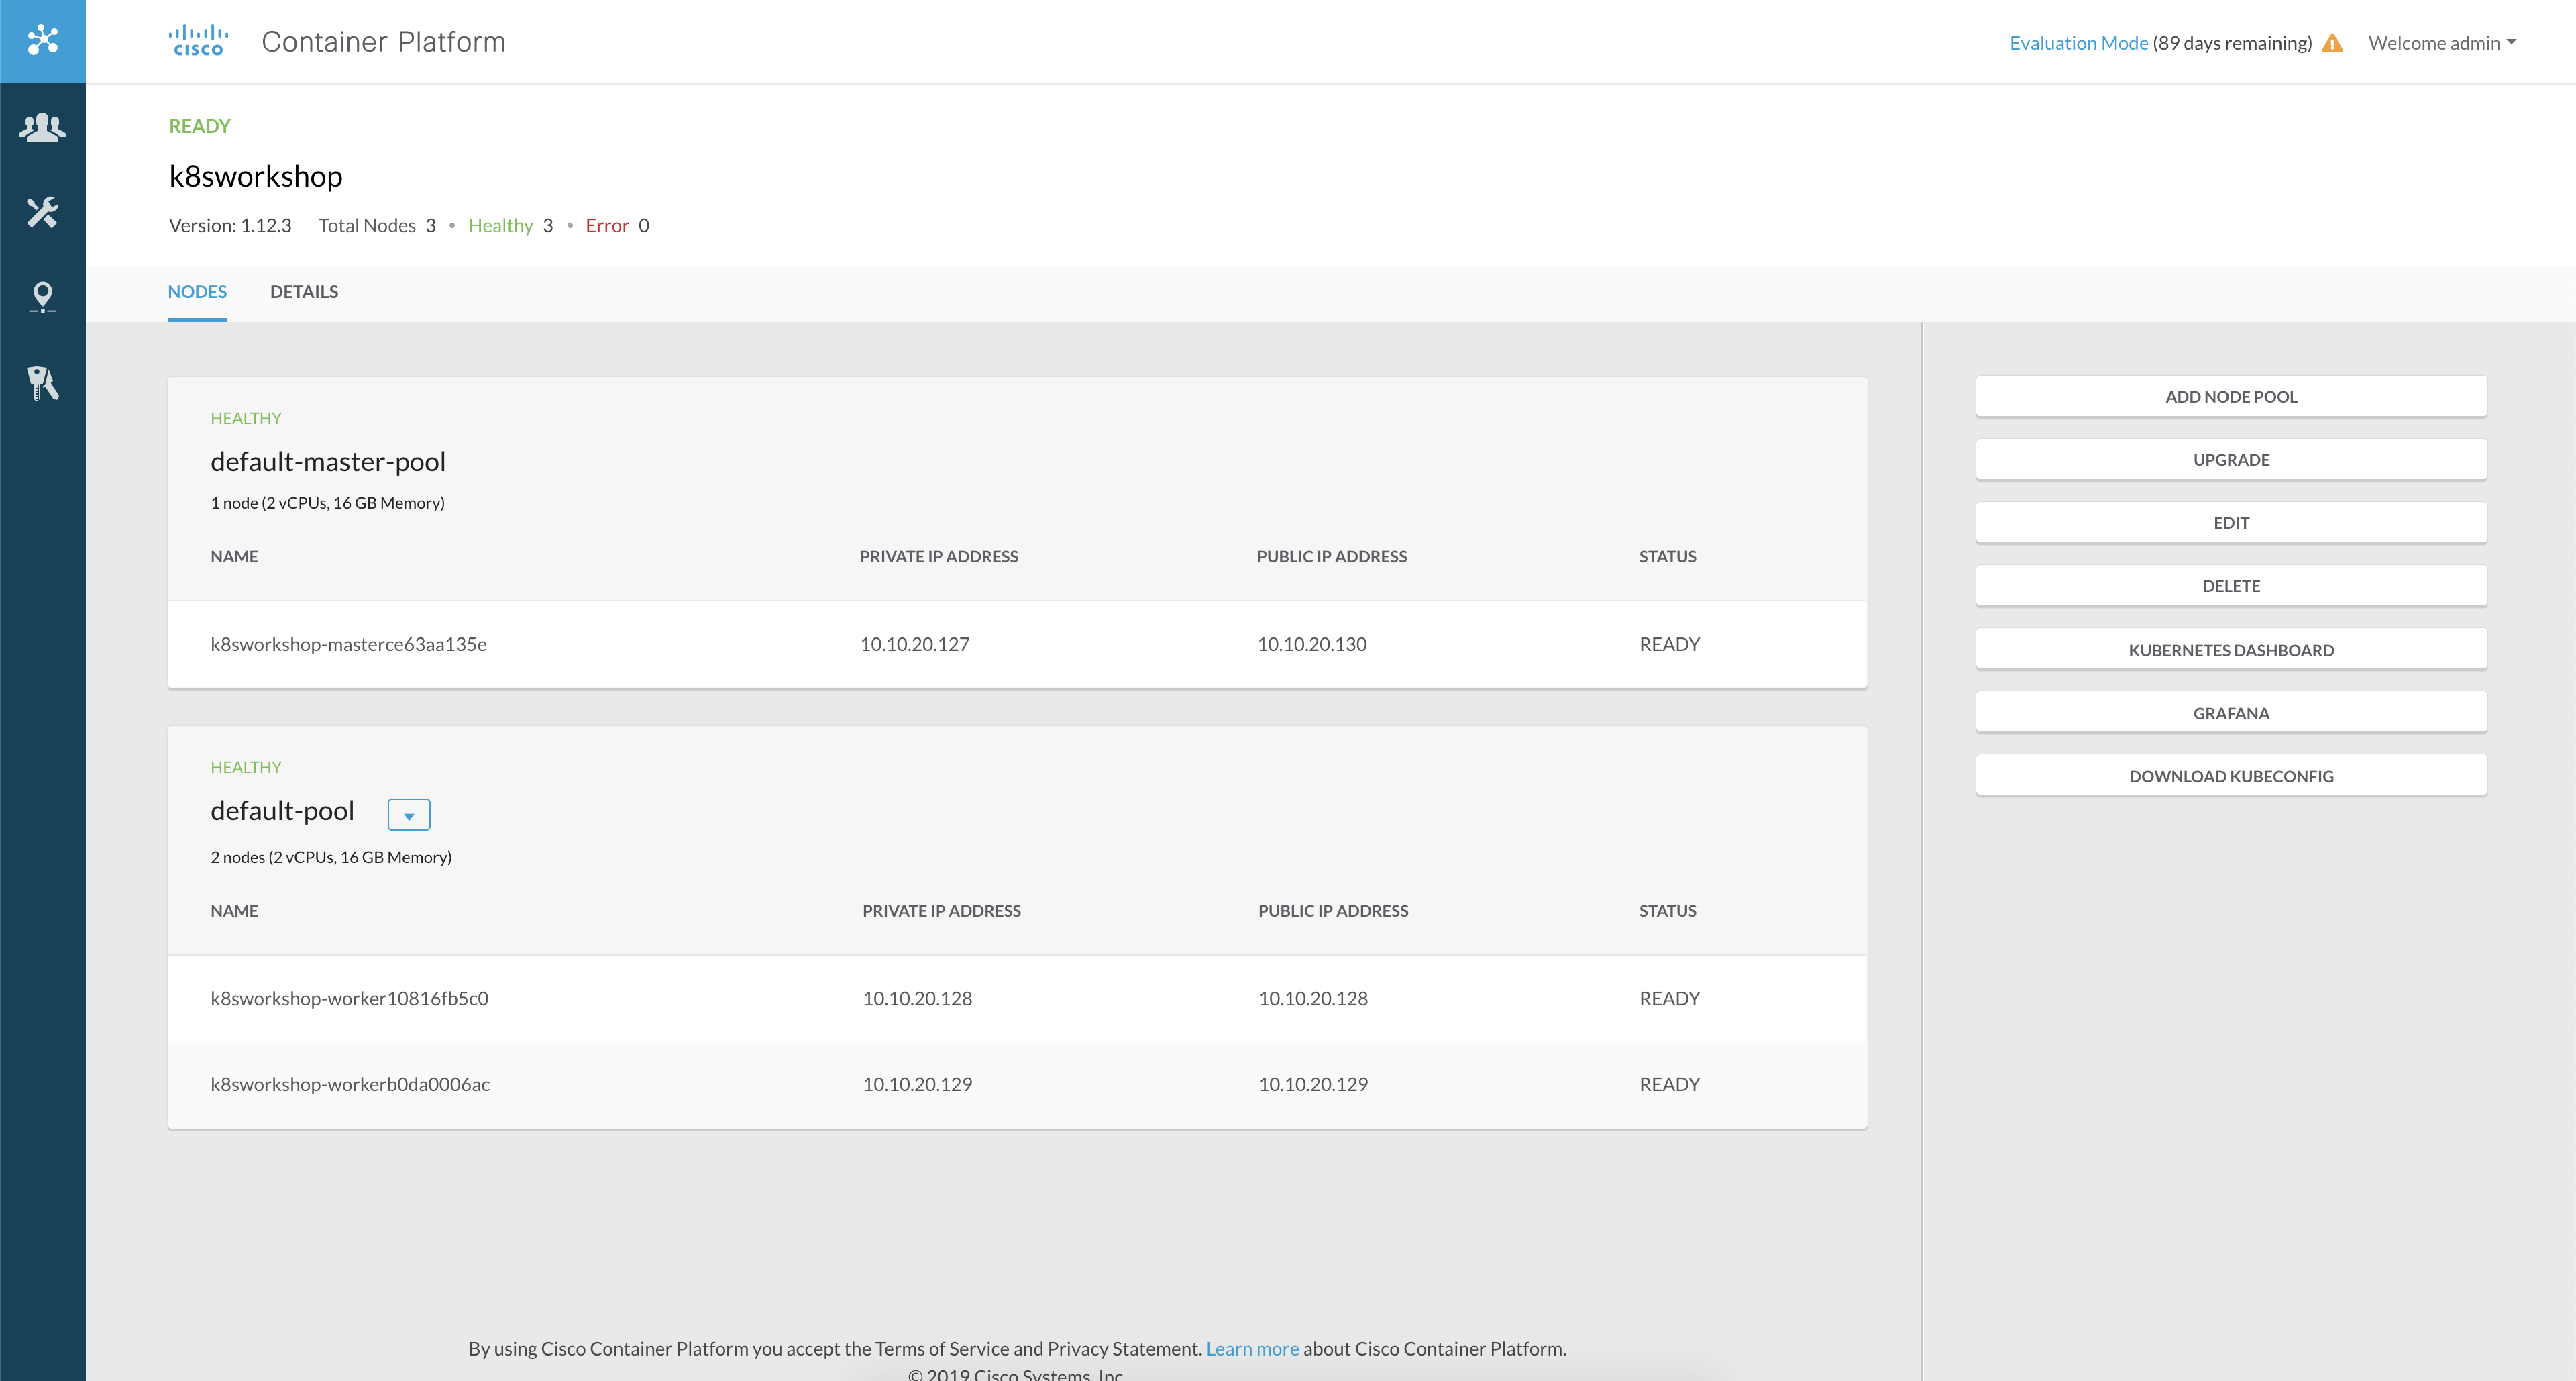 CISCO Container Platform Evaluation Mode (89 days remaining) Welcome admin
READY
k8sworkshop
Version: 1.12.3 Total Nodes 3 • Healthy 3 • Error 0
NODES DETAILS
HEALTHY
default-master-pool
1 node (2 vCPUs, 16 GB Memory)
NAME PRIVATE IP ADDRESS PUBLIC IP ADDRESS STATUS
k8sworkshop-masterce63aa135e 10.10.20.127 10.10.20.130 READY
HEALTHY
default-pool
2 nodes (2 vCPUs, 16 GB Memory)
NAME PRIVATE IP ADDRESS PUBLIC IP ADDRESS STATUS
k8sworkshop-worker10816fb5c0 10.10.20.128 10.10.20.128 READY
k8sworkshop-workerb0da0006ac 10.10.20.129 10.10.20.129 READY
ADD NODE POOL
UPGRADE
EDIT
DELETE
KUBERNETES DASHBOARD
GRAFANA
DOWNLOAD KUBECONFIG
By using Cisco Container Platform you accept the Terms of Service and Privacy Statement. Learn more about Cisco Container Platform.
© 2019 Cisco Systems, Inc